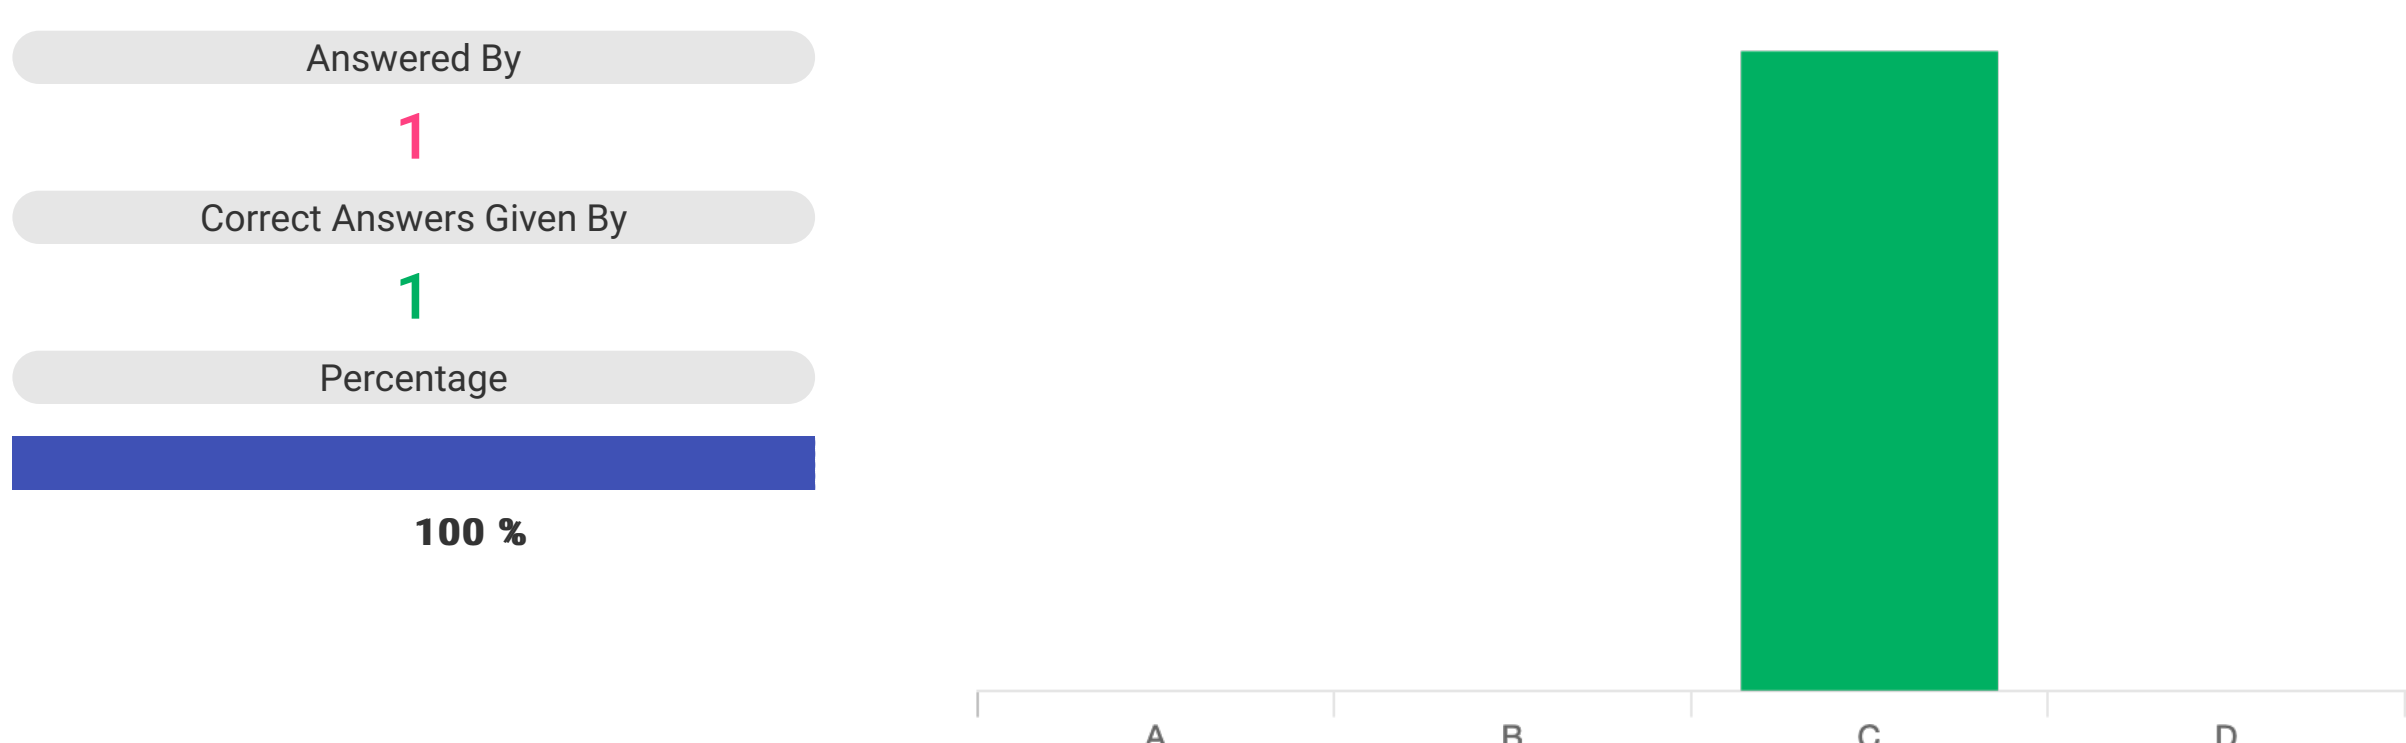 Answered By
1
Correct Answers Given By
1
Percentage
100 %
A B C D